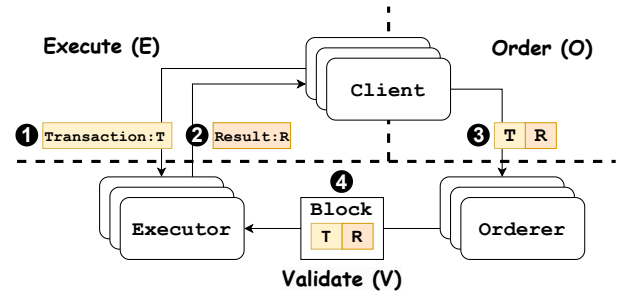 Execute (E)
Order (O)
Client
1 Transaction:T
2 Result:R
3 T R
4
Block
T R
Executor
Orderer
Validate (V)